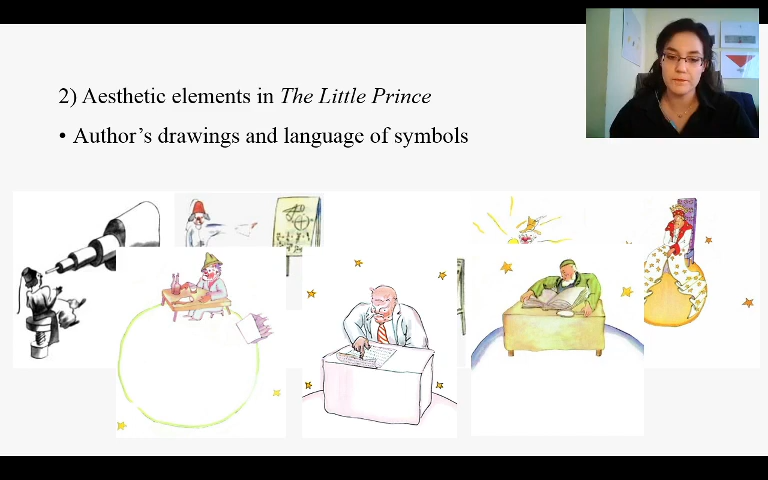 2) Aesthetic elements in The Little Prince
• Author's drawings and language of symbols